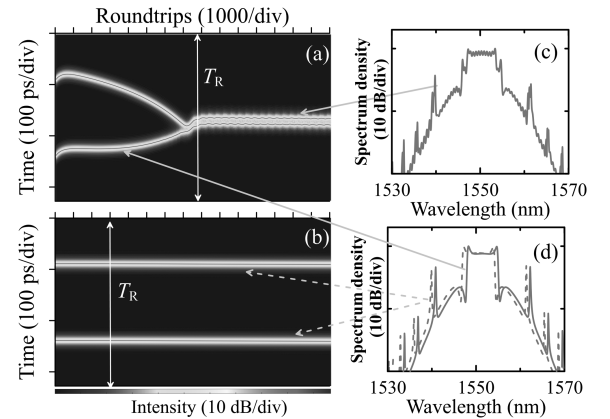 Roundtrips (1000/div)
(a)
T_R
Time (100 ps/div)
(b)
T_R
Time (100 ps/div)
Intensity (10 dB/div)
(c)
Spectrum density
(10 dB/div)
1530 1550 1570
Wavelength (nm)
(d)
Spectrum density
(10 dB/div)
1530 1550 1570
Wavelength (nm)